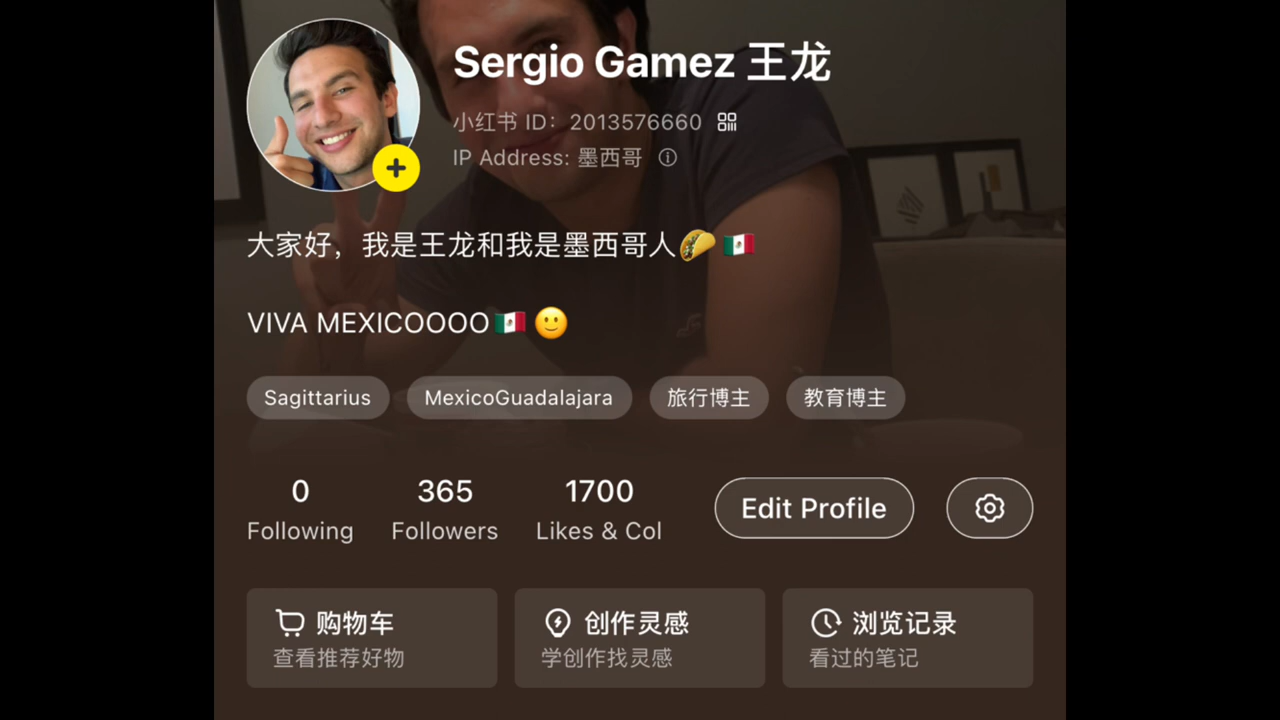 Sergio Gamez 王龙
小红书 ID：2013576660
IP Address: 墨西哥
大家好，我是王龙和我是墨西哥人🌮 🇲🇽
VIVA MEXICOOOO🇲🇽 🙂
Sagittarius MexicoGuadalajara 旅行博主 教育博主
0 365 1700
Following Followers Likes & Col
Edit Profile
购物车 创作灵感 浏览记录
查看推荐好物 学创作找灵感 看过的笔记